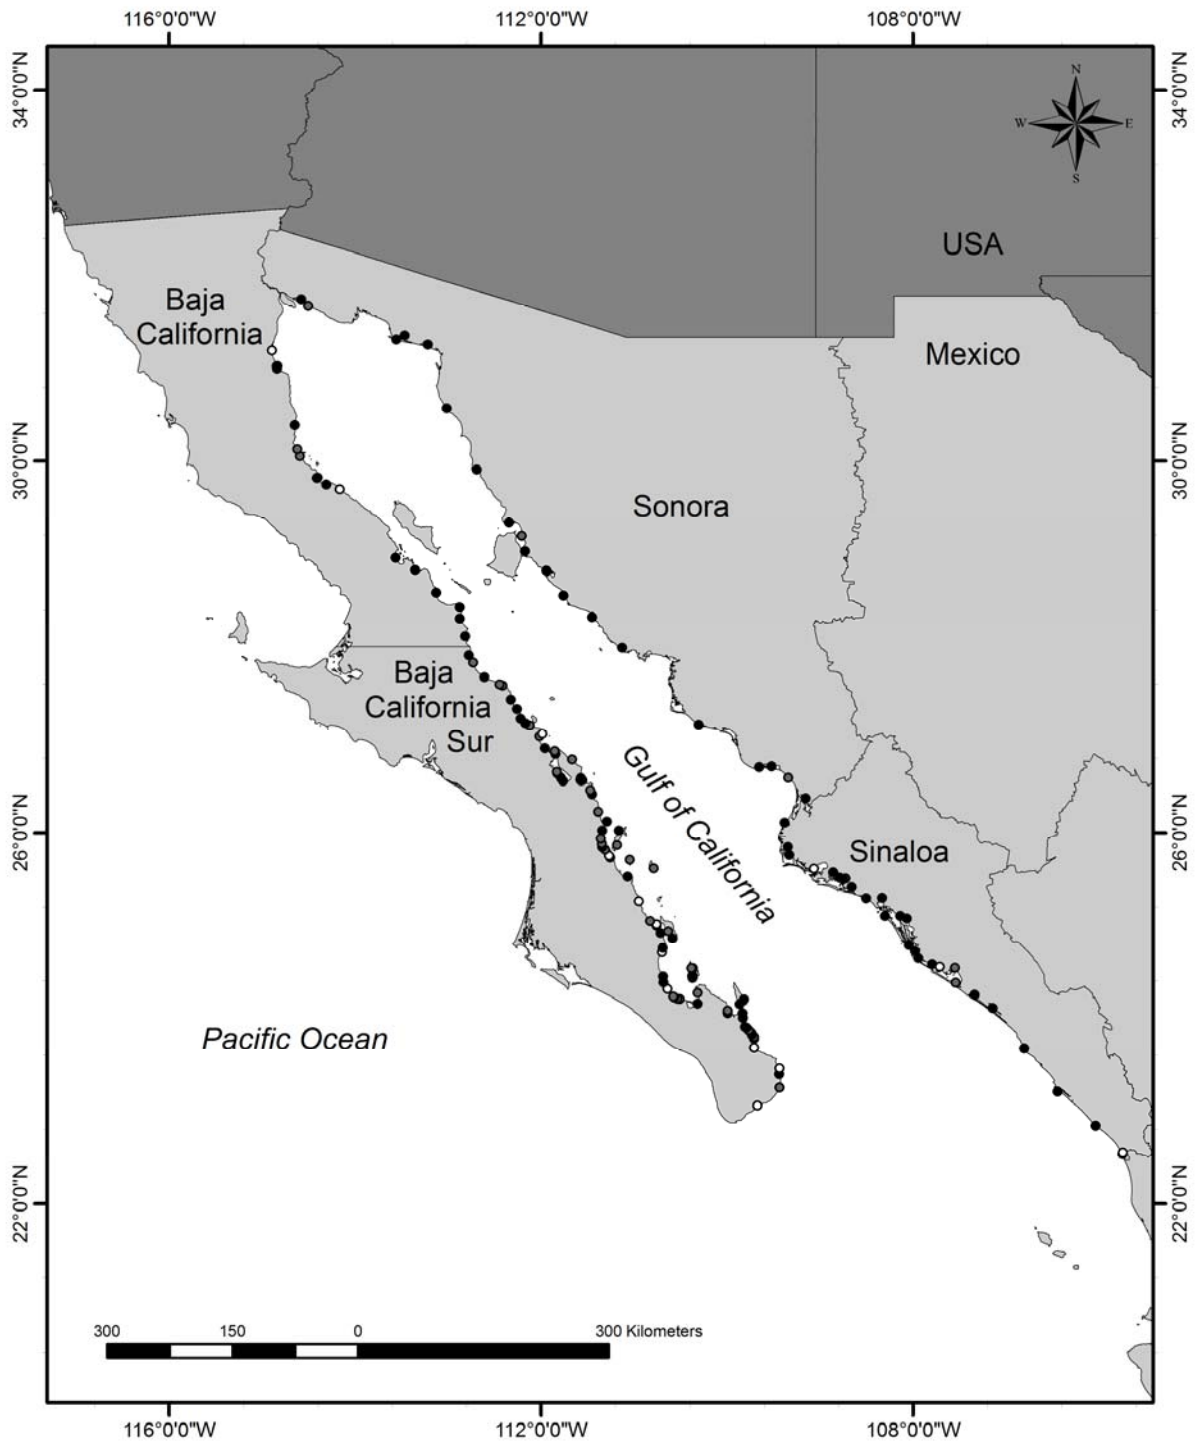 116°0'0"W 112°0'0"W 108°0'0"W
34°0'0"N
34°0'0"N
N
W E
S
USA
Baja
California
Mexico
30°0'0"N
30°0'0"N
Sonora
Baja
California
Sur
Gulf of California
26°0'0"N
26°0'0"N
Sinaloa
Pacific Ocean
22°0'0"N
22°0'0"N
300 150 0 300 Kilometers
116°0'0"W 112°0'0"W 108°0'0"W